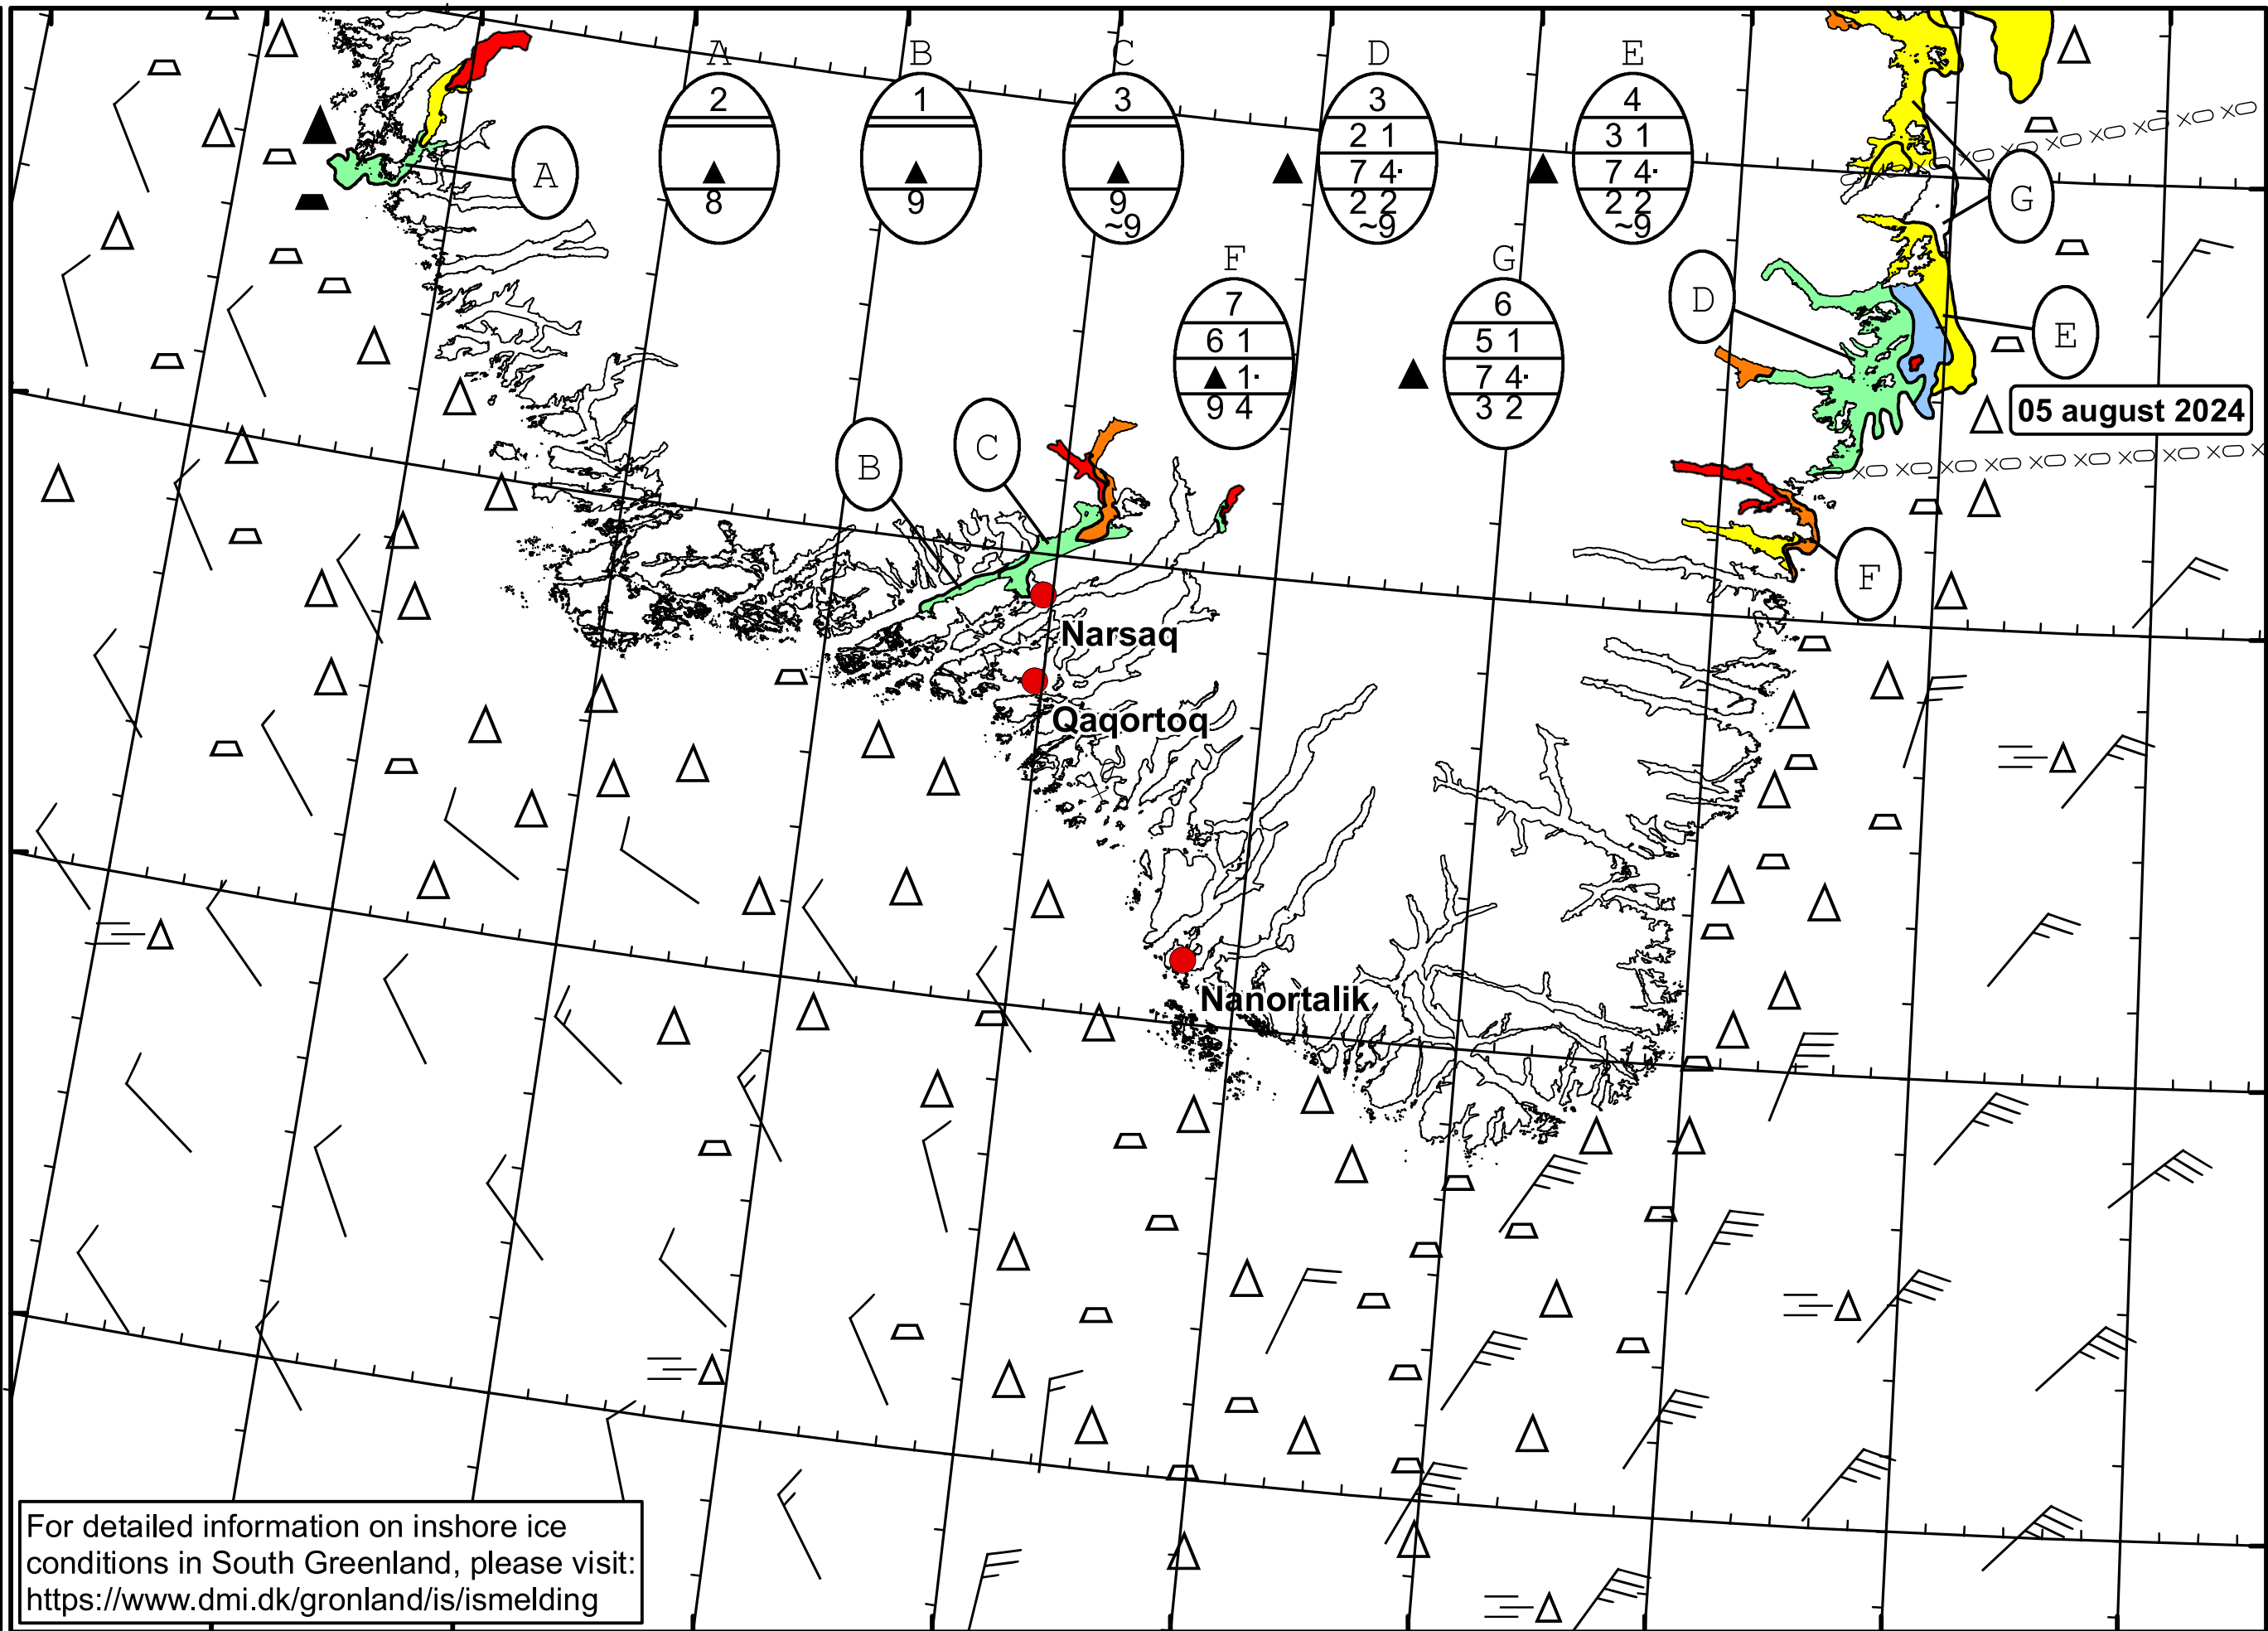 A B C D E
2 1 3 3 4
2 1 3 1
7 4· 7 4·
8 9 9 2 2 2 2
~9 ~9 ~9
A
G
F G
7 6
6 1 5 1
1· 7 4·
9 4 3 2
D
E
05 august 2024
B
C
F
Narsaq
Qaqortoq
Nanortalik
For detailed information on inshore ice
conditions in South Greenland, please visit:
https://www.dmi.dk/gronland/is/ismelding